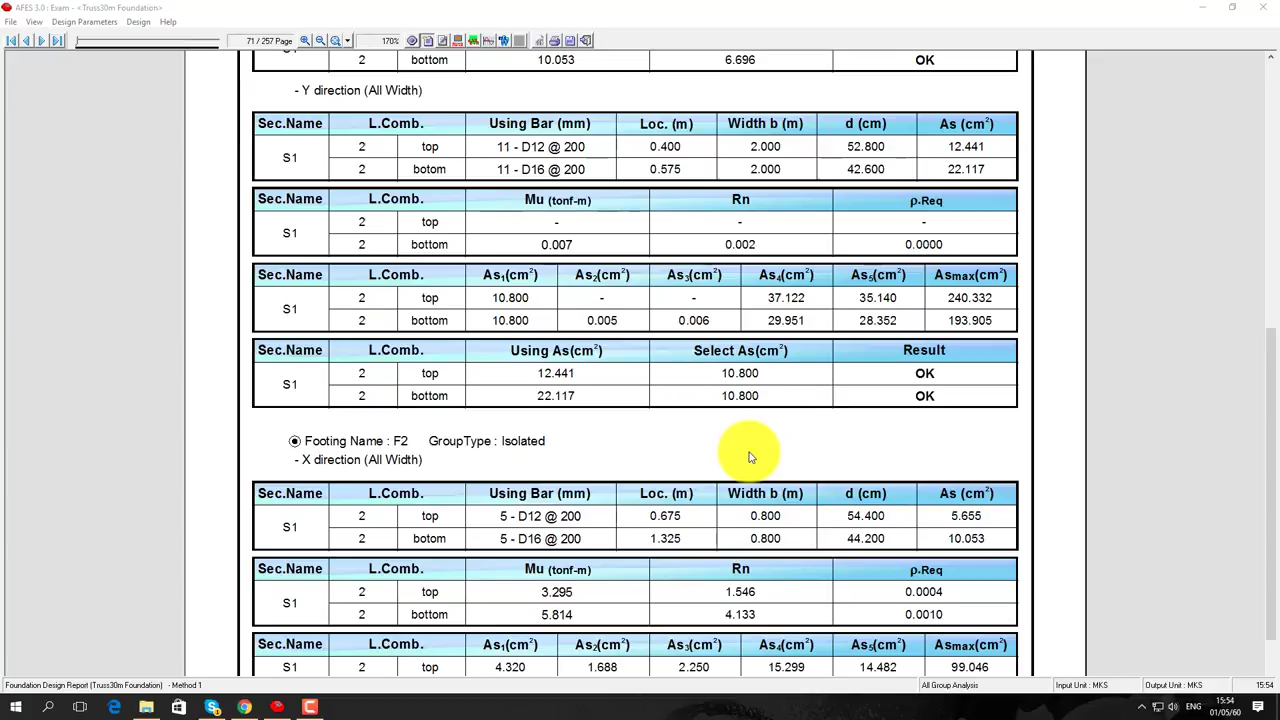 AFES 3.0 : Exam - <Truss30m Foundation>
File View Design Parameters Design Help
71 / 257 Page 170%
2 bottom 10.053 6.696 OK
- Y direction (All Width)
Sec.Name L.Comb. Using Bar (mm) Loc. (m) Width b (m) d (cm) As (cm²)
S1 2 top 11 - D12 @ 200 0.400 2.000 52.800 12.441
2 botom 11 - D16 @ 200 0.575 2.000 42.600 22.117
Sec.Name L.Comb. Mu (tonf-m) Rn ρ.Req
S1 2 top - - -
2 bottom 0.007 0.002 0.0000
Sec.Name L.Comb. As₁(cm²) As₂(cm²) As₃(cm²) As₄(cm²) As₅(cm²) Asmax(cm²)
S1 2 top 10.800 - - 37.122 35.140 240.332
2 bottom 10.800 0.005 0.006 29.951 28.352 193.905
Sec.Name L.Comb. Using As(cm²) Select As(cm²) Result
S1 2 top 12.441 10.800 OK
2 bottom 22.117 10.800 OK
Footing Name : F2 GroupType : Isolated
- X direction (All Width)
Sec.Name L.Comb. Using Bar (mm) Loc. (m) Width b (m) d (cm) As (cm²)
S1 2 top 5 - D12 @ 200 0.675 0.800 54.400 5.655
2 botom 5 - D16 @ 200 1.325 0.800 44.200 10.053
Sec.Name L.Comb. Mu (tonf-m) Rn ρ.Req
S1 2 top 3.295 1.546 0.0004
2 bottom 5.814 4.133 0.0010
Sec.Name L.Comb. As₁(cm²) As₂(cm²) As₃(cm²) As₄(cm²) As₅(cm²) Asmax(cm²)
S1 2 top 4.320 1.688 2.250 15.299 14.482 99.046
Foundation Design Report (Truss30m Foundation) - Method 1 All Group Analysis Input Unit : MKS Output Unit : MKS 15:54
ENG 15:54
01/05/60